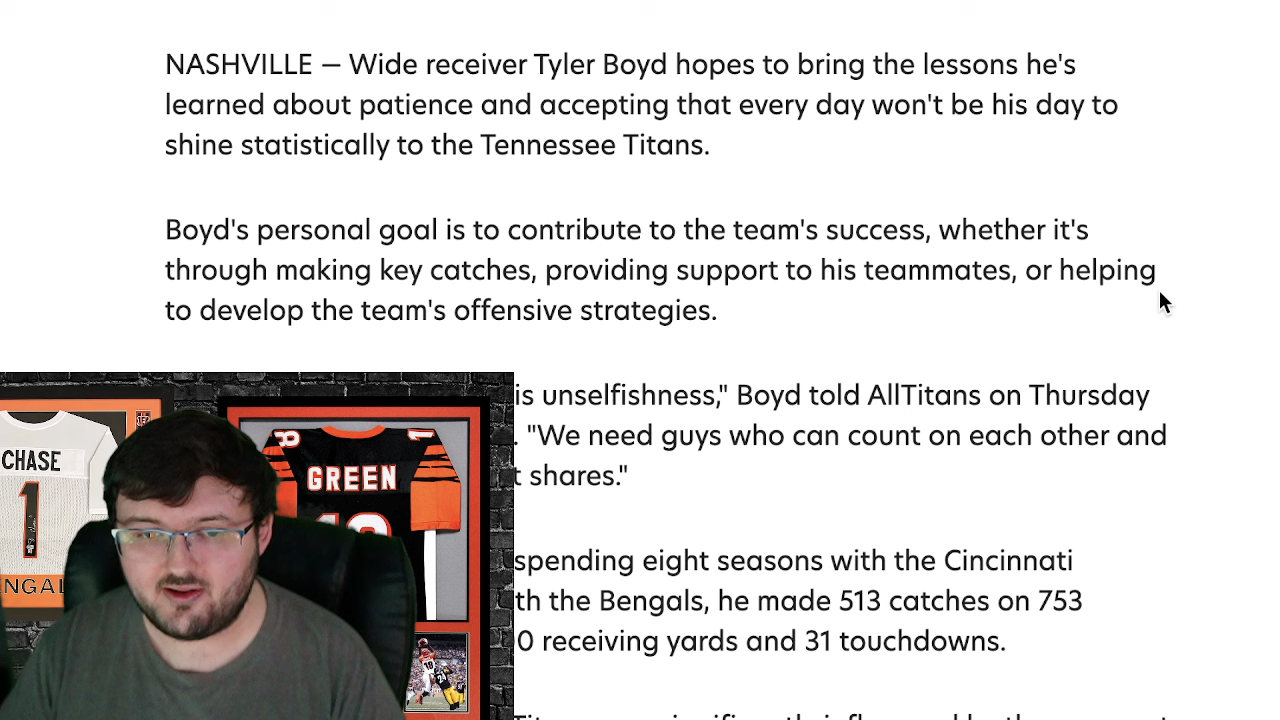 NASHVILLE — Wide receiver Tyler Boyd hopes to bring the lessons he's
learned about patience and accepting that every day won't be his day to
shine statistically to the Tennessee Titans.
Boyd's personal goal is to contribute to the team's success, whether it's
through making key catches, providing support to his teammates, or helping
to develop the team's offensive strategies.
is unselfishness," Boyd told AllTitans on Thursday
. "We need guys who can count on each other and
t shares."
spending eight seasons with the Cincinnati
th the Bengals, he made 513 catches on 753
0 receiving yards and 31 touchdowns.
CHASE
1
NGAL
GREEN
18